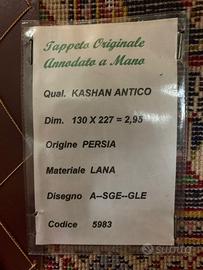 Tappeto Originale
Annodato a Mano
Qual. KASHAN ANTICO
Dim. 130 X 227 = 2,95
Origine PERSIA
Materiale LANA
Disegno A--SGE--GLE
Codice 5983
subito